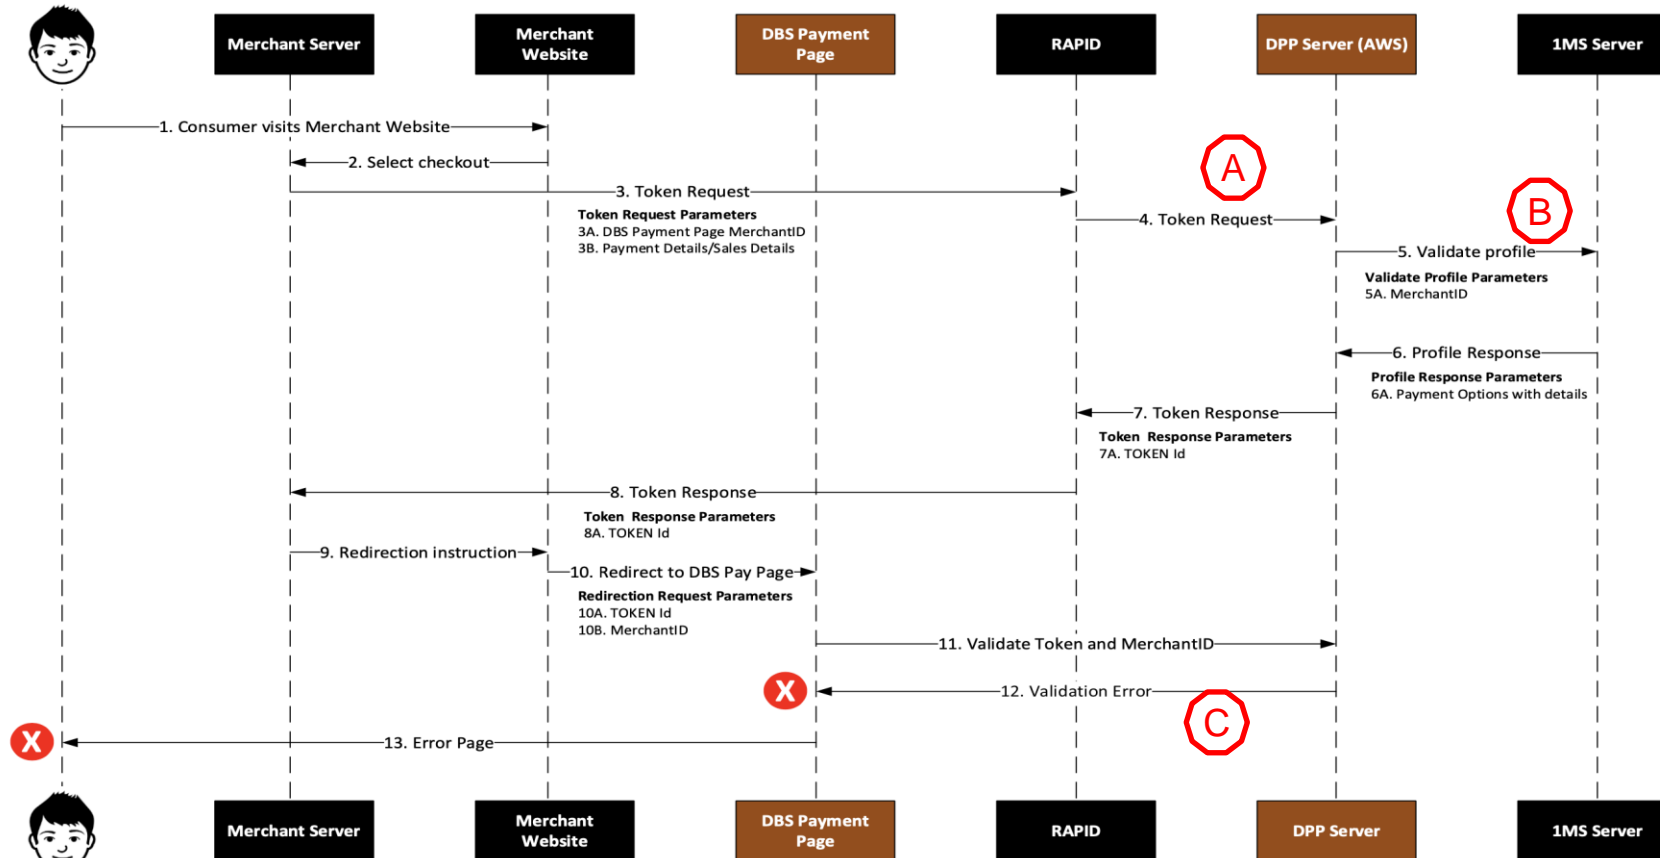 Merchant Server
Merchant
Website
DBS Payment
Page
RAPID
DPP Server (AWS)
1MS Server
1. Consumer visits Merchant Website
2. Select checkout
A
3. Token Request
Token Request Parameters
3A. DBS Payment Page MerchantID
3B. Payment Details/Sales Details
4. Token Request
B
5. Validate profile
Validate Profile Parameters
5A. MerchantID
6. Profile Response
Profile Response Parameters
6A. Payment Options with details
7. Token Response
Token Response Parameters
7A. TOKEN Id
8. Token Response
Token Response Parameters
8A. TOKEN Id
9. Redirection instruction
10. Redirect to DBS Pay Page
Redirection Request Parameters
10A. TOKEN Id
10B. MerchantID
11. Validate Token and MerchantID
X
12. Validation Error
C
X
13. Error Page
Merchant Server
Merchant
Website
DBS Payment
Page
RAPID
DPP Server
1MS Server